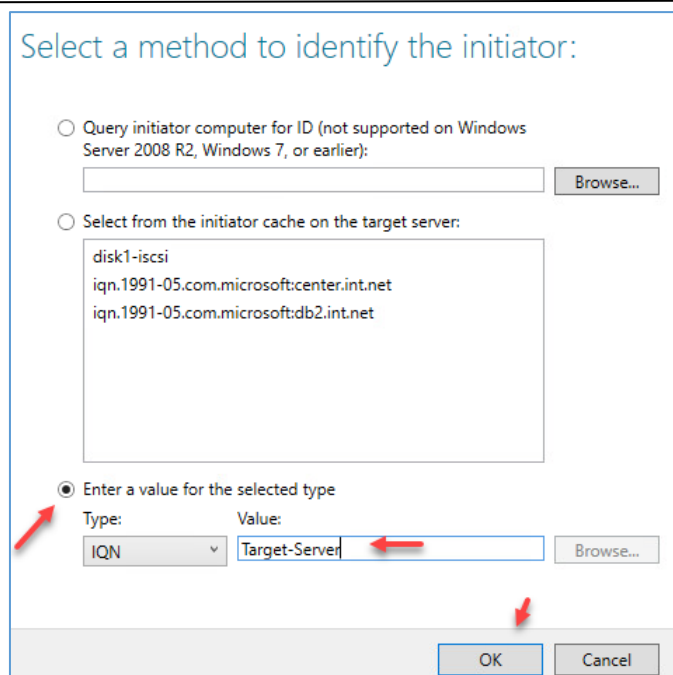 Select a method to identify the initiator:
Query initiator computer for ID (not supported on Windows
Server 2008 R2, Windows 7, or earlier):
Browse...
Select from the initiator cache on the target server:
disk1-iscsi
iqn.1991-05.com.microsoft:center.int.net
iqn.1991-05.com.microsoft:db2.int.net
Enter a value for the selected type
Type: Value:
IQN Target-Server Browse...
OK Cancel